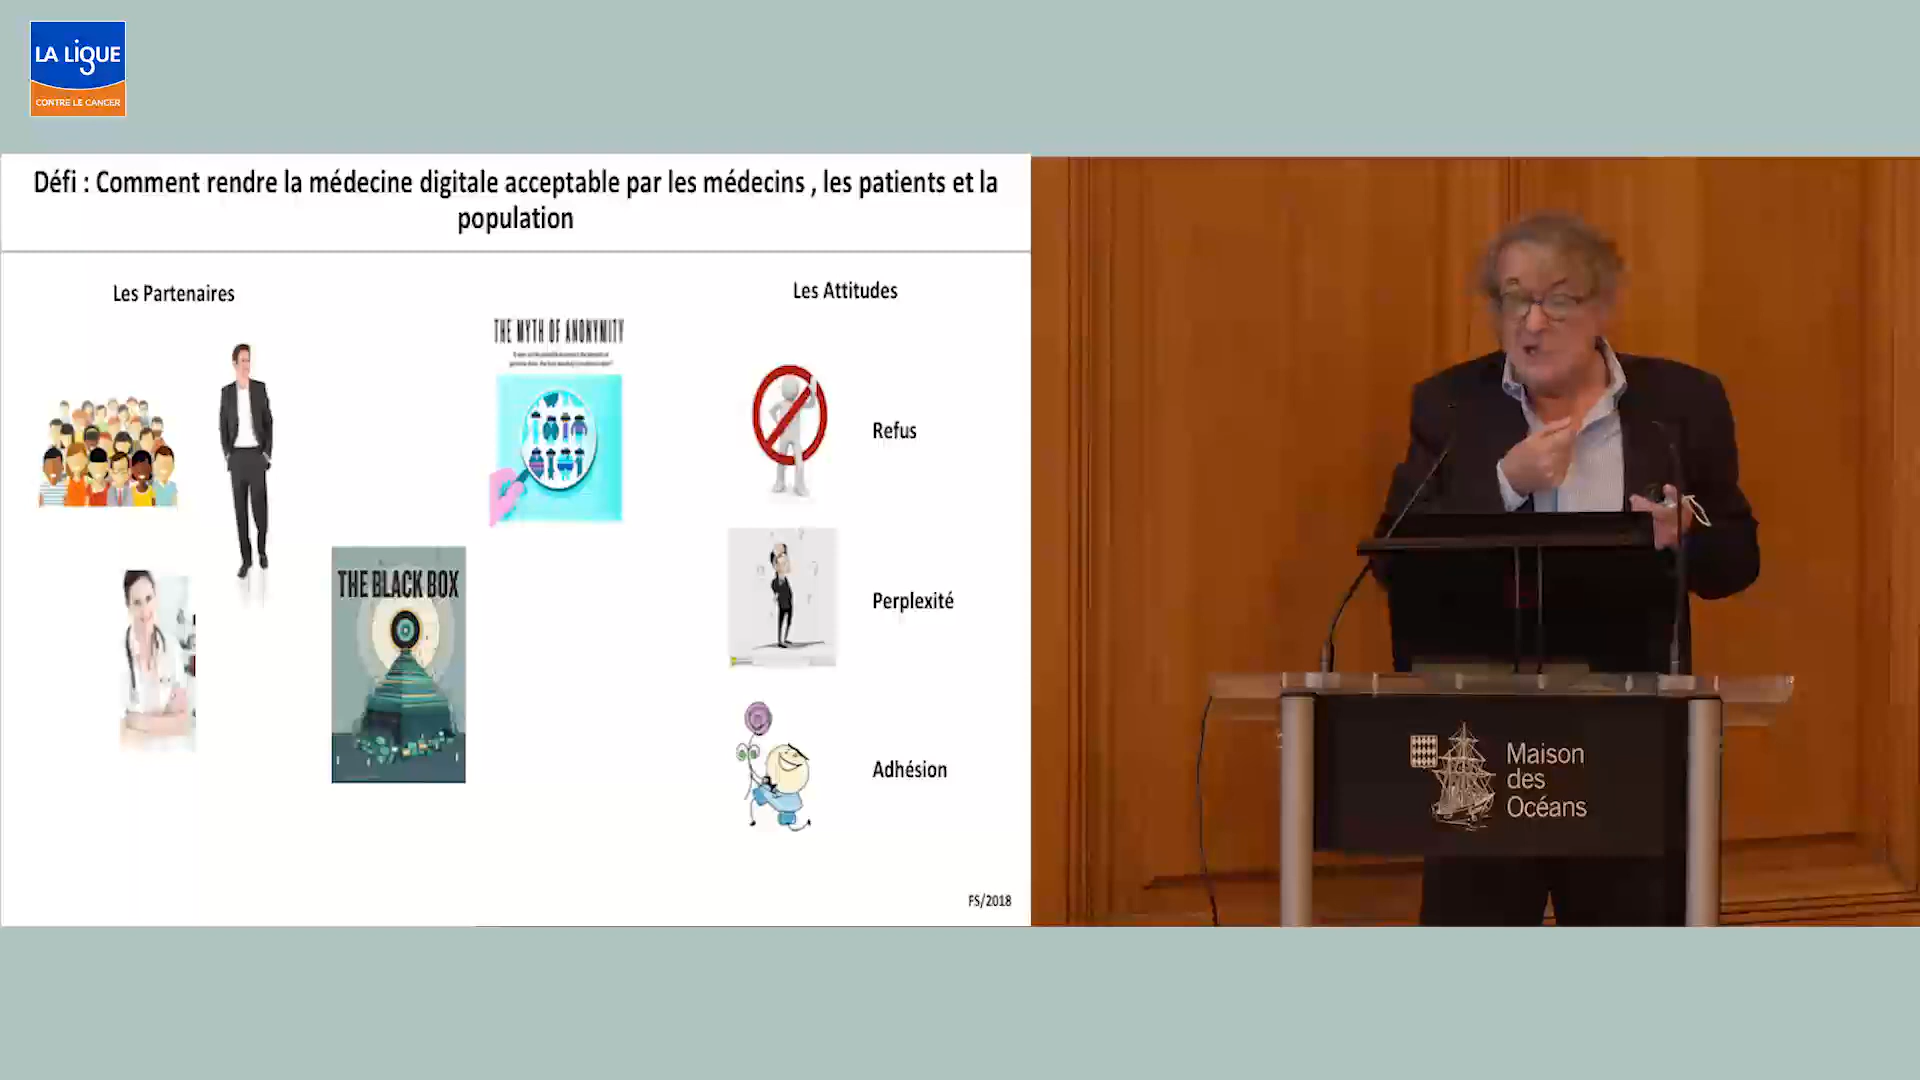 LA LIGUE
CONTRE LE CANCER
Défi : Comment rendre la médecine digitale acceptable par les médecins , les patients et la
population
Les Partenaires
Les Attitudes
THE MYTH OF ANONYMITY
Refus
THE BLACK BOX
Perplexité
Adhésion
FS/2018
Maison
des
Océans